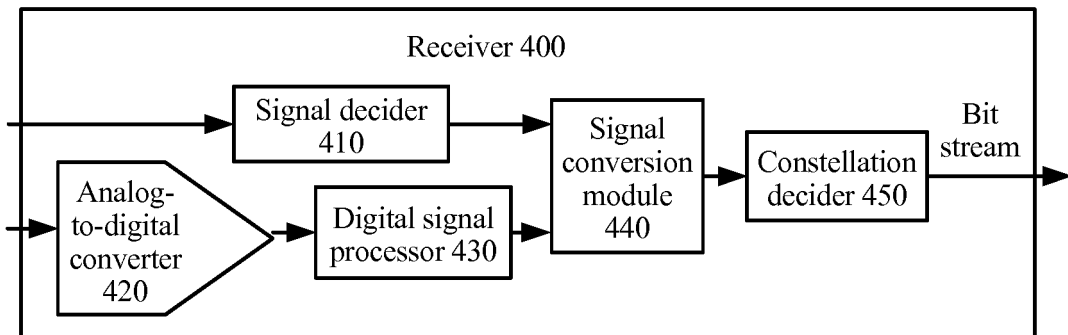 Receiver 400
Signal decider
410
Analog-
to-digital
converter
420
Digital signal
processor 430
Signal
conversion
module
440
Constellation
decider 450
Bit
stream